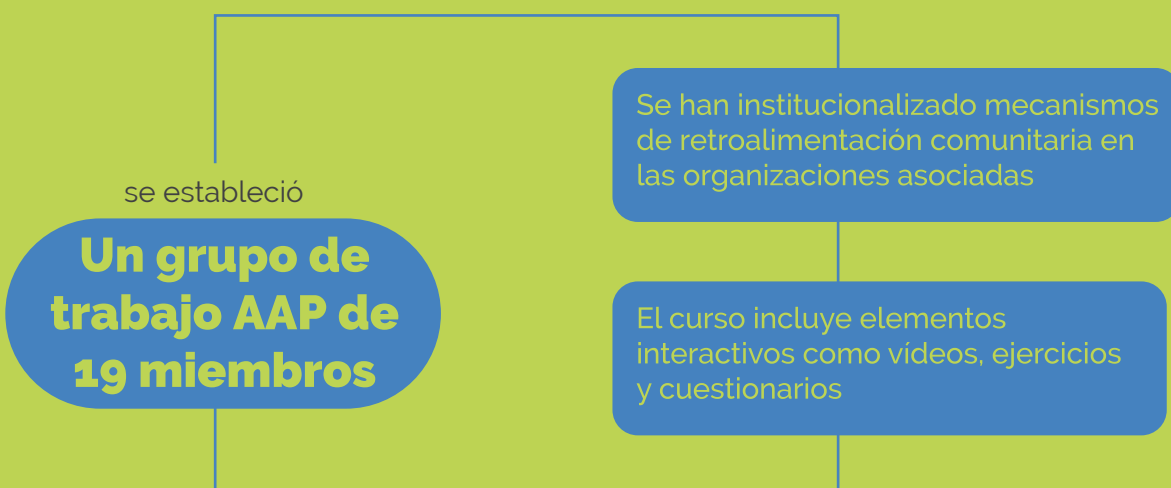 se estableció
Un grupo de
trabajo AAP de
19 miembros
Se han institucionalizado mecanismos
de retroalimentación comunitaria en
las organizaciones asociadas
El curso incluye elementos
interactivos como vídeos, ejercicios
y cuestionarios